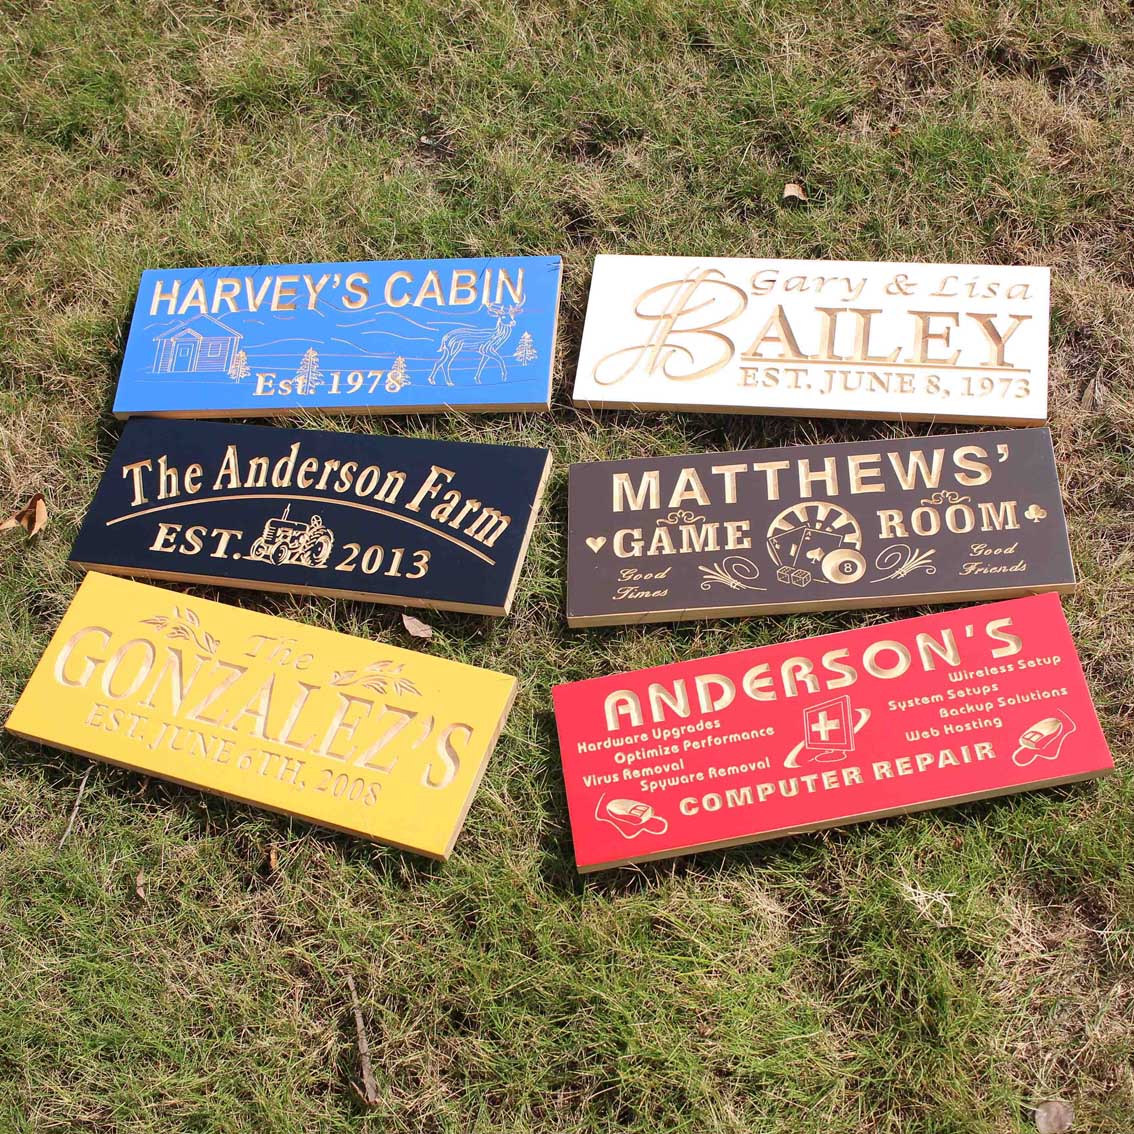 HARVEY'S CABIN
Est. 1978
Gary & Lisa
BAILEY
EST. JUNE 8, 1973
The Anderson Farm
EST. 2013
MATTHEWS'
GAME ROOM
Good Times
Good Friends
8
The
GONZALEZ'S
EST. JUNE 6TH, 2008
ANDERSON'S
Hardware Upgrades
Optimize Performance
Virus Removal
Spyware Removal
Wireless Setup
System Setups
Backup Solutions
Web Hosting
COMPUTER REPAIR